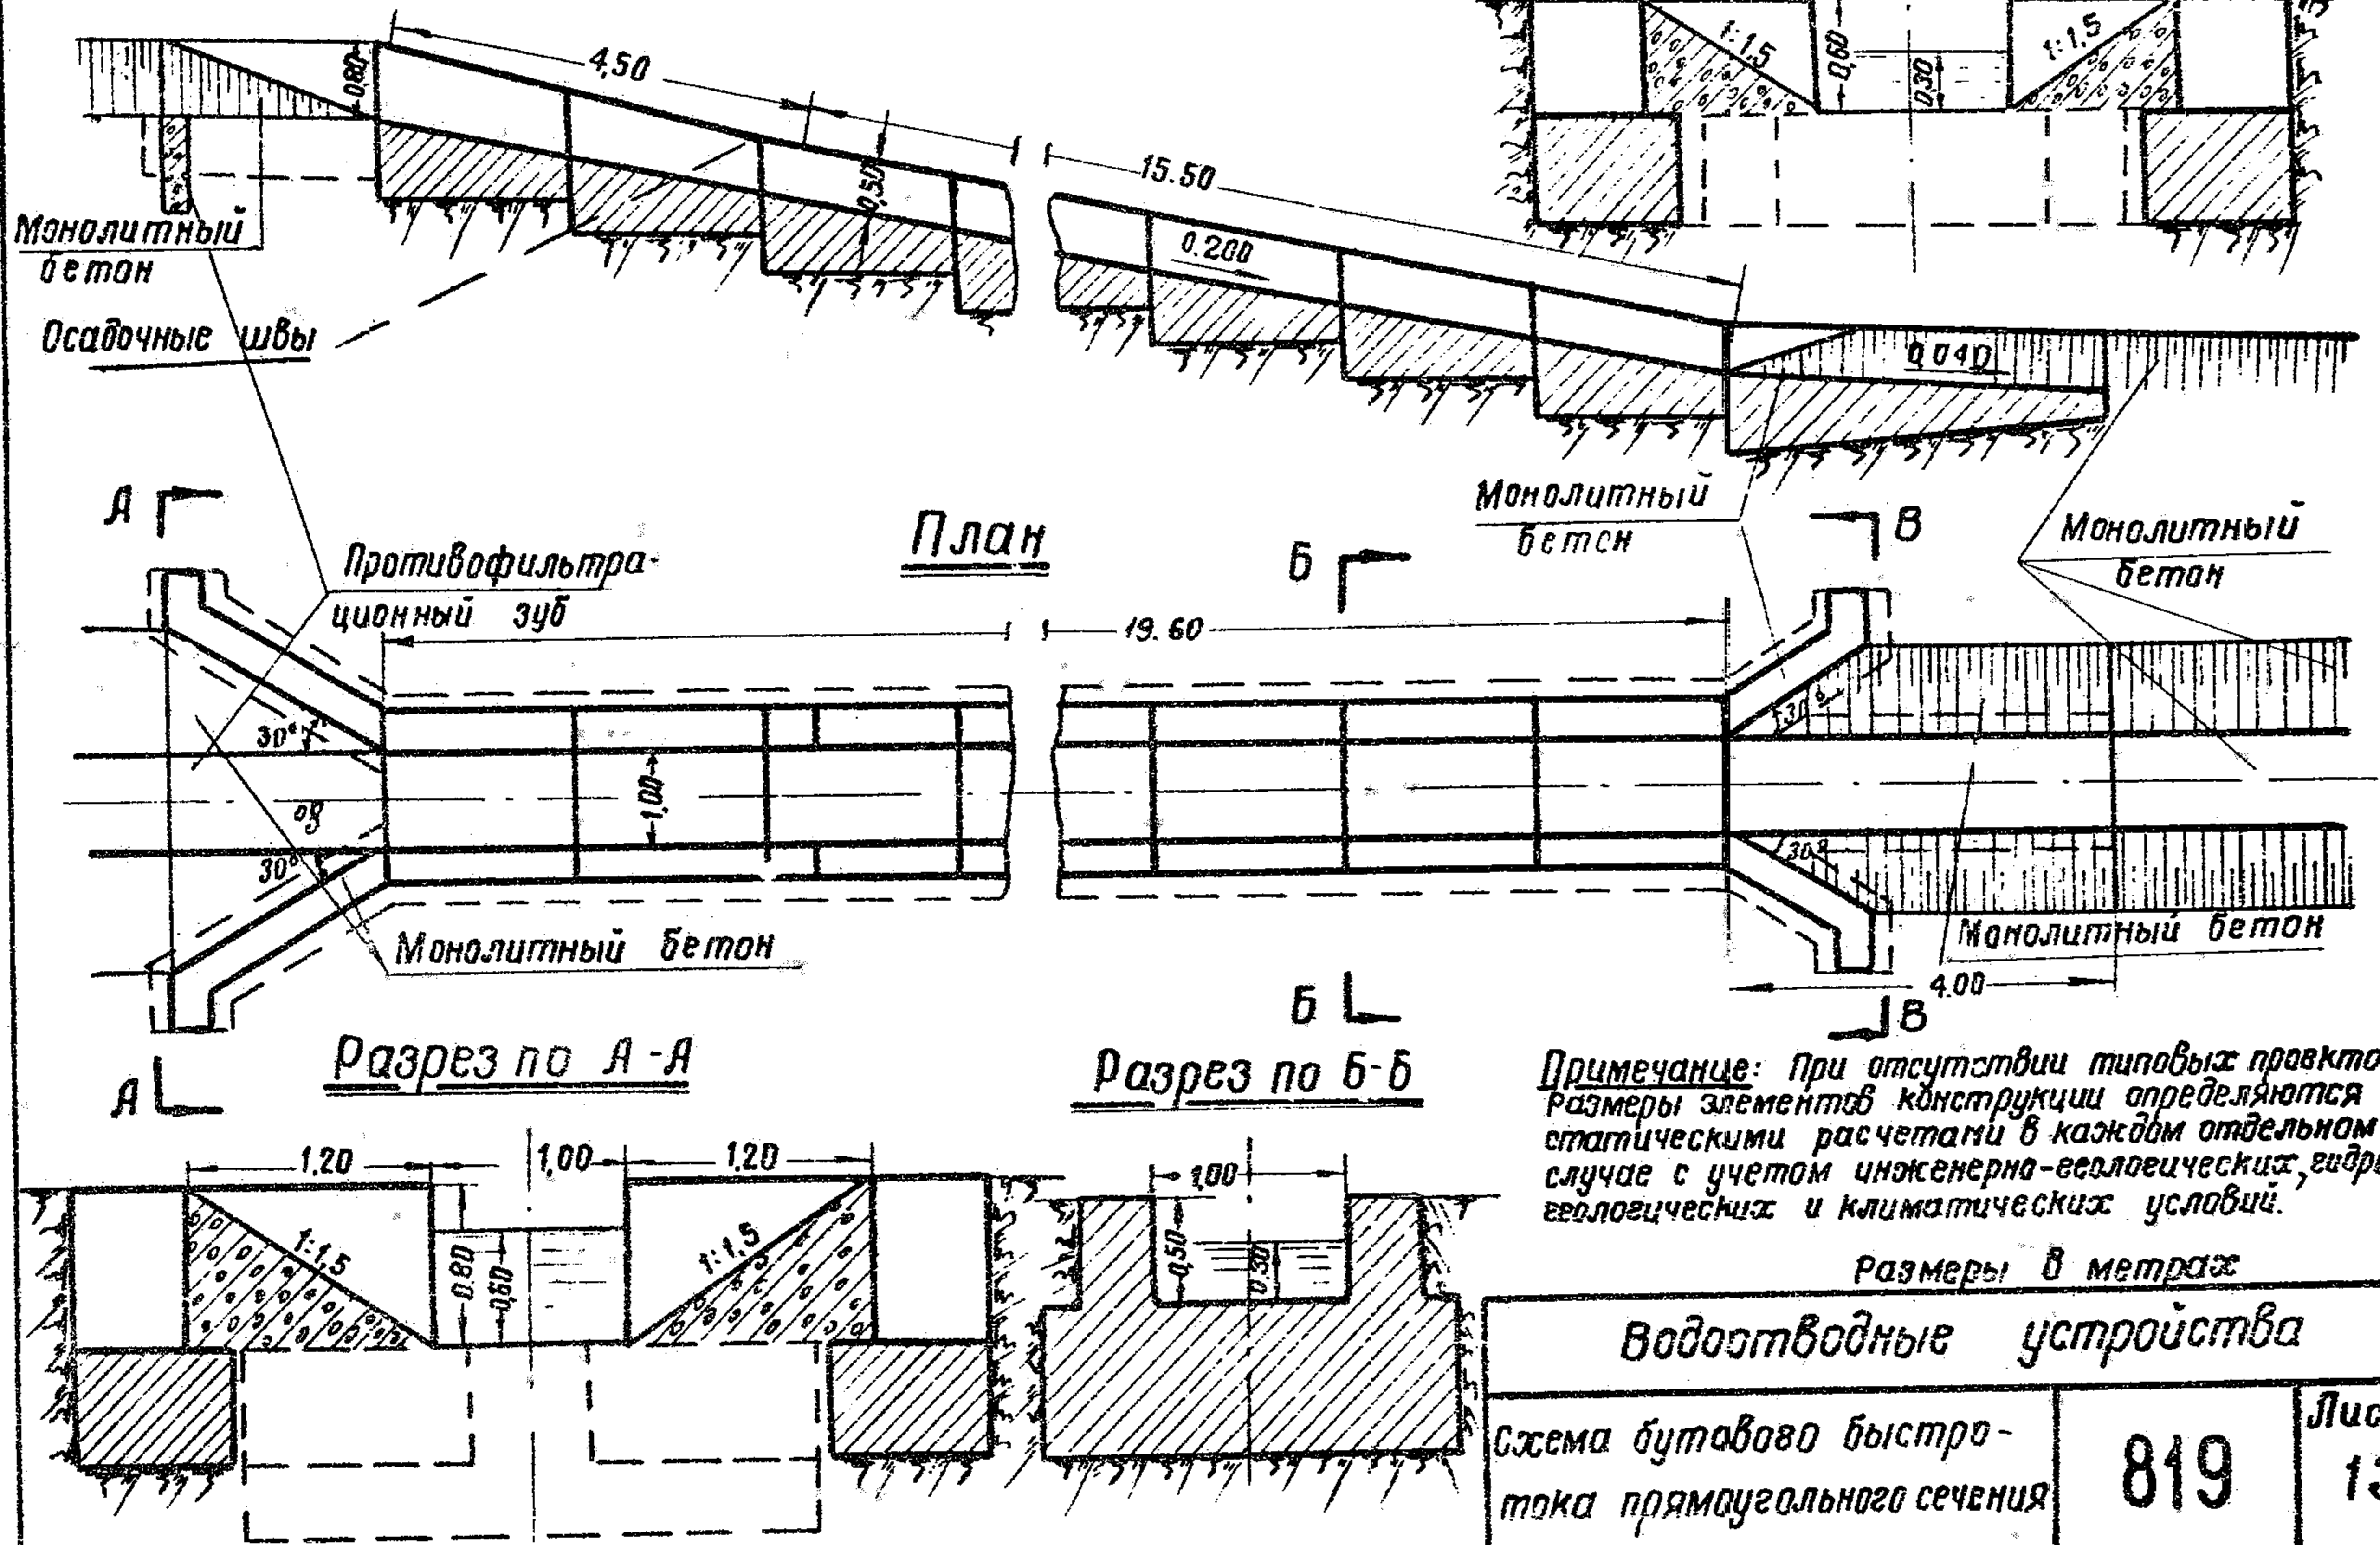 4,50
0,80
0,50
15.50
0.200
0.040
1:1,5
0,60
0,30
1:1,5
Монолитный
бетон
Осадочные швы
Противофильтра-
ционный зуб
План
Монолитный
бетон
Монолитный
бетон
А
Б
В
19.60
30°
1,00
30°
30°
30°
Монолитный бетон
Монолитный бетон
4.00
А
Б
В
Разрез по А-А
1,20
1,00
1,20
1:1,5
0.80
0,60
1:1,5
Разрез по Б-Б
1,00
0,50
0.30
Примечание: При отсутствии типовых проекто
размеры элементов конструкции определяются
статическими расчетами в каждом отдельном
случае с учетом инженерно-геологических, гидр
геологических и климатических условий.
Размеры в метрах
Водоотводные устройства
Схема бутового быстро-
тока прямоугольного сечения
819
Лис
13